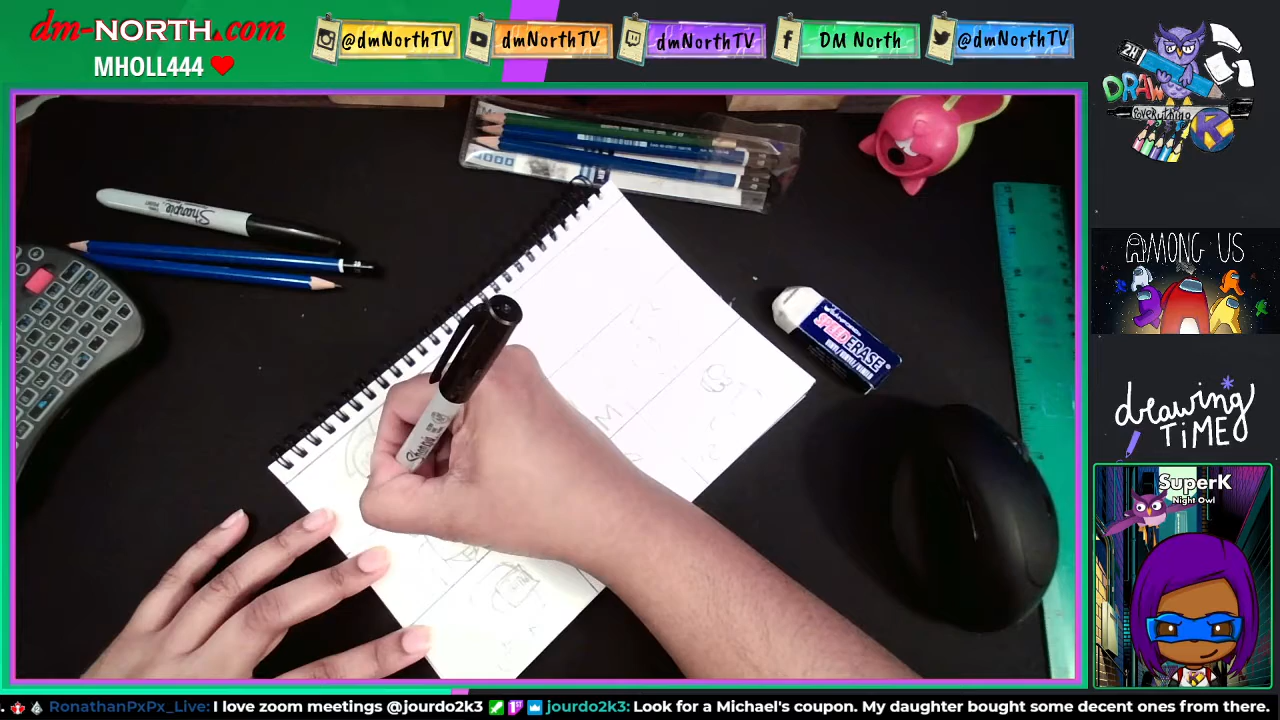 dm-NORTH.com
MHOLL444
@dmNorthTV
dmNorthTV
dmNorthTV
DM North
@dmNorthTV
24
DRAW
R
Sharpie
SPEEDERASE
M
AMONG US
drawing
TiME
SuperK
Night Owl
RonathanPxPx_Live: I love zoom meetings @jourdo2k3 jourdo2k3: Look for a Michael's coupon. My daughter bought some decent ones from there.